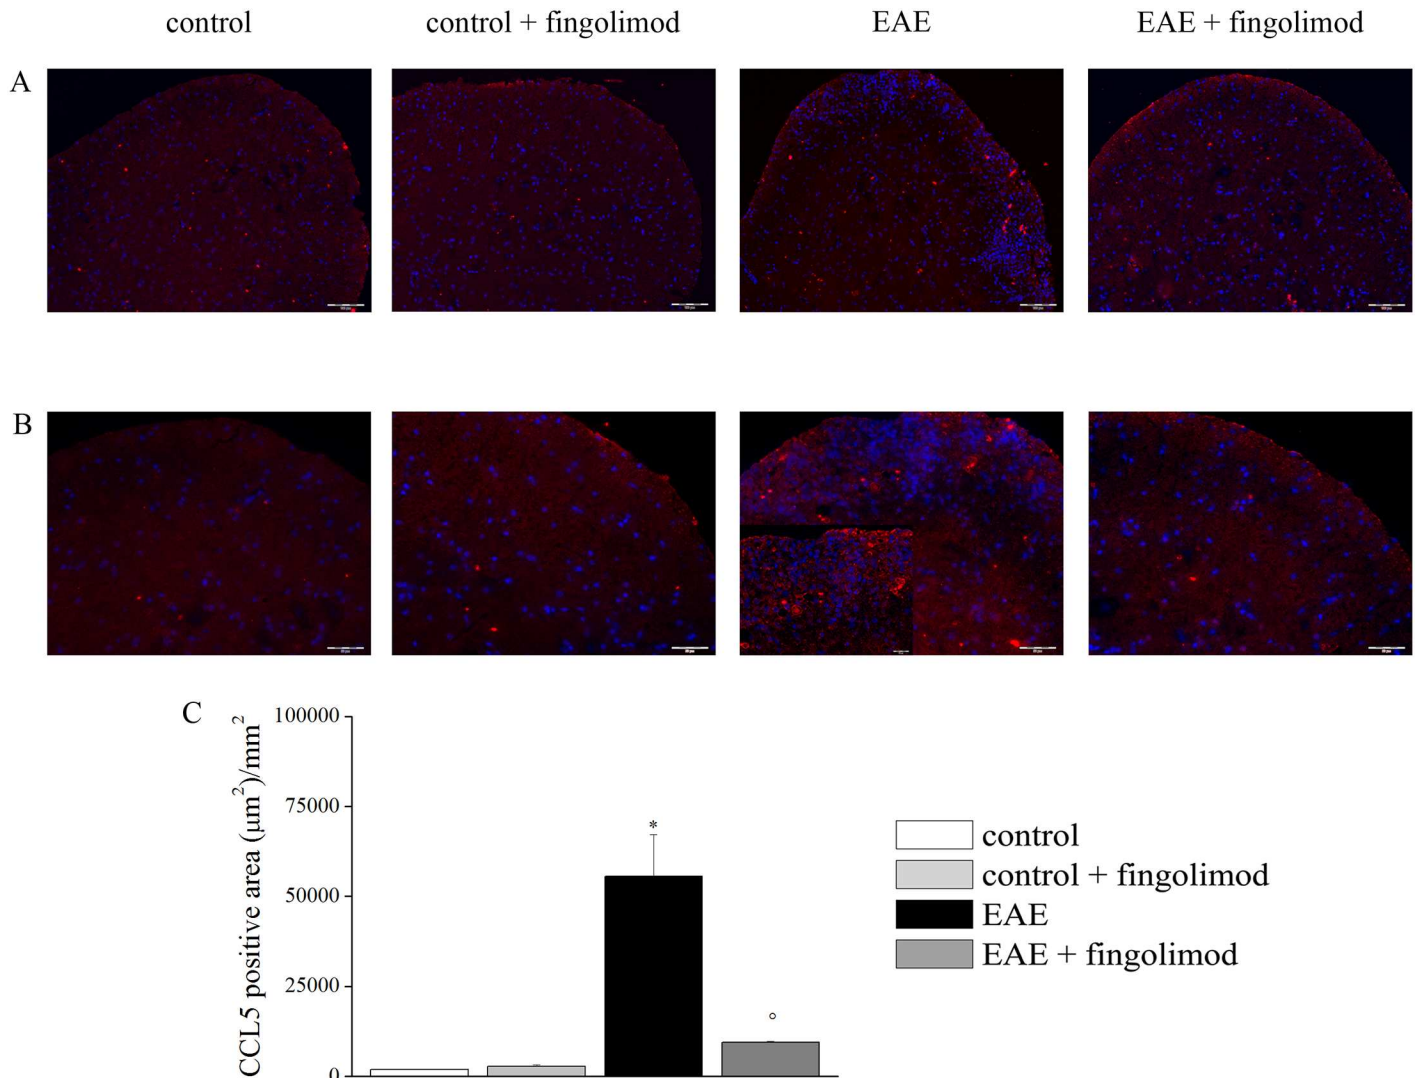 control
control + fingolimod
EAE
EAE + fingolimod
A
B
C
CCL5 positive area (μm²)/mm²
100000
75000
50000
25000
0
*
°
control
control + fingolimod
EAE
EAE + fingolimod